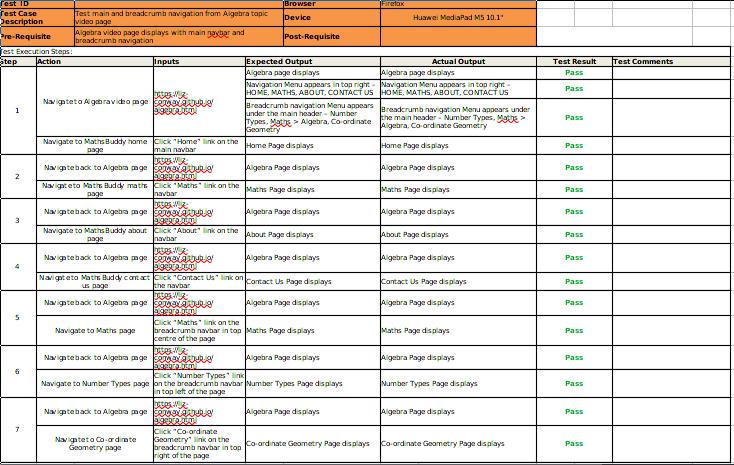 Test ID Browser Firefox
Test Case Description Test main and breadcrumb navigation from Algebra topic video page Device Huawei MediaPad M5 10.1"
Pre-Requisite Algebra video page displays with main navbar and breadcrumb navigation Post-Requisite
Test Execution Steps:
Step Action Inputs Expected Output Actual Output Test Result Test Comments
1 Navigate to Algebra video page https://liz-conway.github.io/algebra.html Algebra page displays Algebra page displays Pass
Navigation Menu appears in top right – HOME, MATHS, ABOUT, CONTACT US Navigation Menu appears in top right – HOME, MATHS, ABOUT, CONTACT US Pass
Breadcrumb navigation Menu appears under the main header – Number Types, Maths > Algebra, Co-ordinate Geometry Breadcrumb navigation Menu appears under the main header – Number Types, Maths > Algebra, Co-ordinate Geometry Pass
Navigate to MathsBuddy home page Click "Home" link on the main navbar Home Page displays Home Page displays Pass
2 Navigate back to Algebra page https://liz-conway.github.io/algebra.html Algebra Page displays Algebra Page displays Pass
Navigate to MathsBuddy maths page Click "Maths" link on the navbar Maths Page displays Maths Page displays Pass
3 Navigate back to Algebra page https://liz-conway.github.io/algebra.html Algebra Page displays Algebra Page displays Pass
Navigate to MathsBuddy about page Click "About" link on the navbar About Page displays About Page displays Pass
4 Navigate back to Algebra page https://liz-conway.github.io/algebra.html Algebra Page displays Algebra Page displays Pass
Navigate to MathsBuddy contact us page Click "Contact Us" link on the navbar Contact Us Page displays Contact Us Page displays Pass
5 Navigate back to Algebra page https://liz-conway.github.io/algebra.html Algebra Page displays Algebra Page displays Pass
Navigate to Maths page Click "Maths" link on the breadcrumb navbar in top centre of the page Maths Page displays Maths Page displays Pass
6 Navigate back to Algebra page https://liz-conway.github.io/algebra.html Algebra Page displays Algebra Page displays Pass
Navigate to Number Types page Click "Number Types" link on the breadcrumb navbar in top left of the page Number Types Page displays Number Types Page displays Pass
7 Navigate back to Algebra page https://liz-conway.github.io/algebra.html Algebra Page displays Algebra Page displays Pass
Navigate to Co-ordinate Geometry page Click "Co-ordinate Geometry" link on the breadcrumb navbar in top right of the page Co-ordinate Geometry Page displays Co-ordinate Geometry Page displays Pass